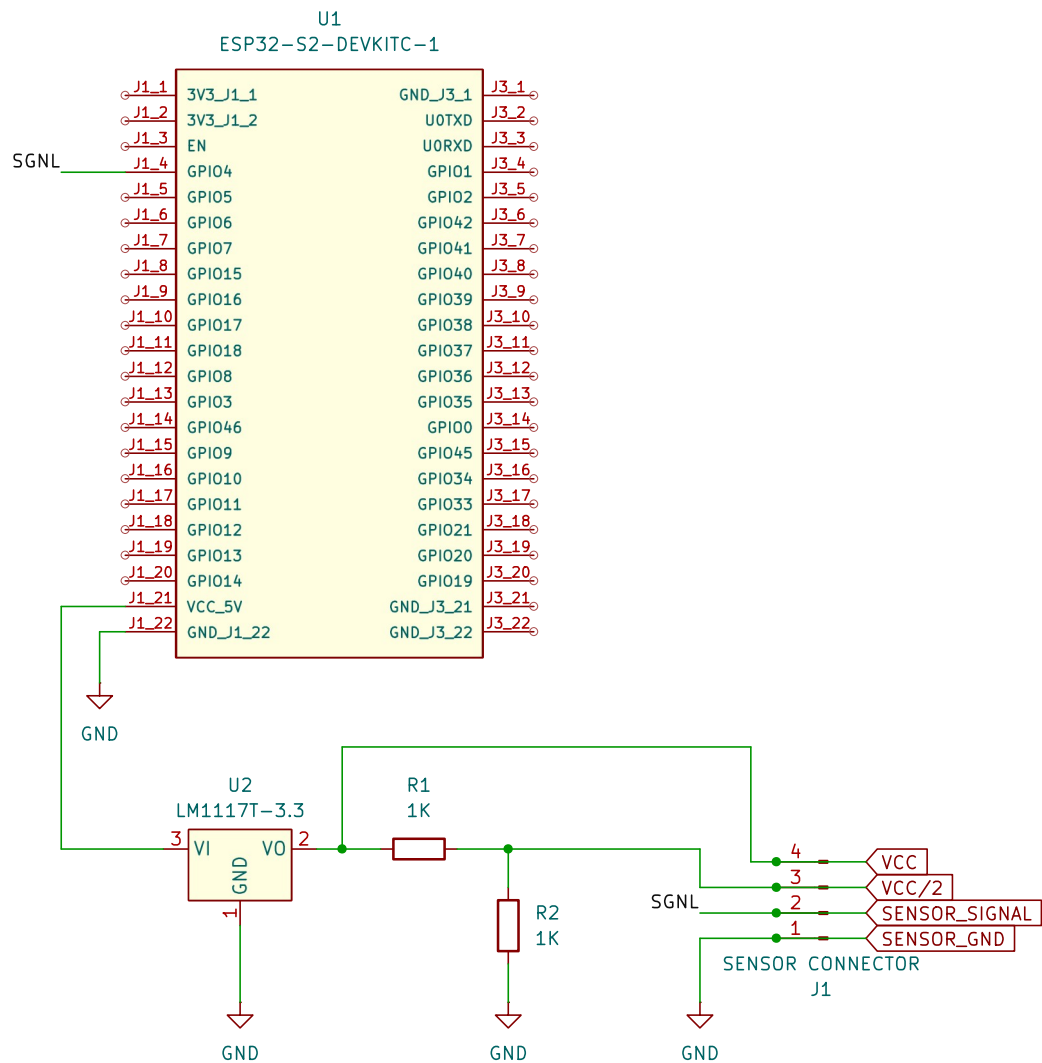 U1
ESP32-S2-DEVKITC-1
J1_1 3V3_J1_1 GND_J3_1 J3_1
J1_2 3V3_J1_2 U0TXD J3_2
J1_3 EN U0RXD J3_3
SGNL J1_4 GPIO4 GPIO1 J3_4
J1_5 GPIO5 GPIO2 J3_5
J1_6 GPIO6 GPIO42 J3_6
J1_7 GPIO7 GPIO41 J3_7
J1_8 GPIO15 GPIO40 J3_8
J1_9 GPIO16 GPIO39 J3_9
J1_10 GPIO17 GPIO38 J3_10
J1_11 GPIO18 GPIO37 J3_11
J1_12 GPIO8 GPIO36 J3_12
J1_13 GPIO3 GPIO35 J3_13
J1_14 GPIO46 GPIO0 J3_14
J1_15 GPIO9 GPIO45 J3_15
J1_16 GPIO10 GPIO34 J3_16
J1_17 GPIO11 GPIO33 J3_17
J1_18 GPIO12 GPIO21 J3_18
J1_19 GPIO13 GPIO20 J3_19
J1_20 GPIO14 GPIO19 J3_20
J1_21 VCC_5V GND_J3_21 J3_21
J1_22 GND_J1_22 GND_J3_22 J3_22
GND
U2
LM1117T-3.3
3 VI VO 2
GND
1
GND
R1
1K
R2
1K
GND
4 VCC
3 VCC/2
SGNL 2 SENSOR_SIGNAL
1 SENSOR_GND
SENSOR CONNECTOR
J1
GND